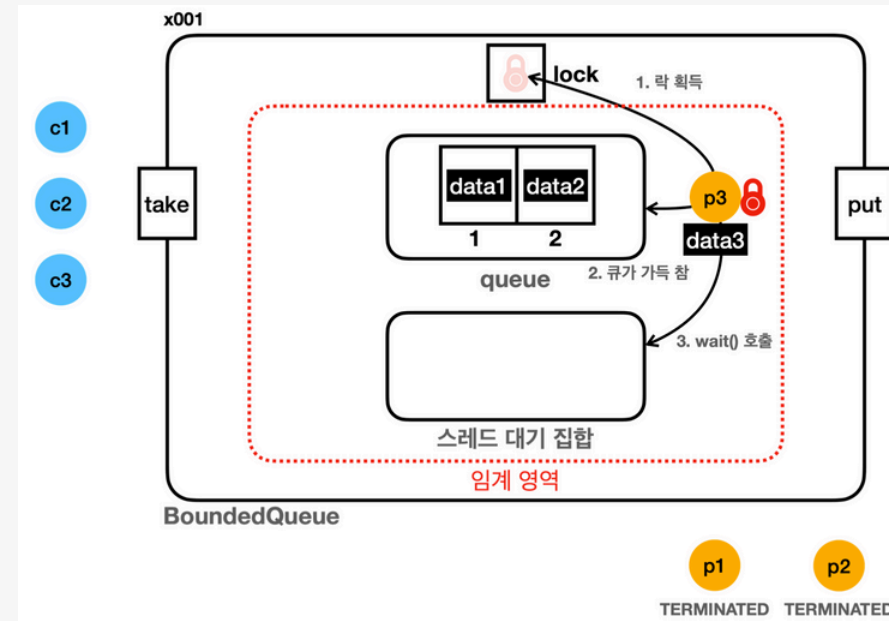 x001
lock
1. 락 획득
c1
c2
c3
take
data1
data2
1
2
queue
p3
data3
put
2. 큐가 가득 참
3. wait() 호출
스레드 대기 집합
임계 영역
BoundedQueue
p1
p2
TERMINATED
TERMINATED